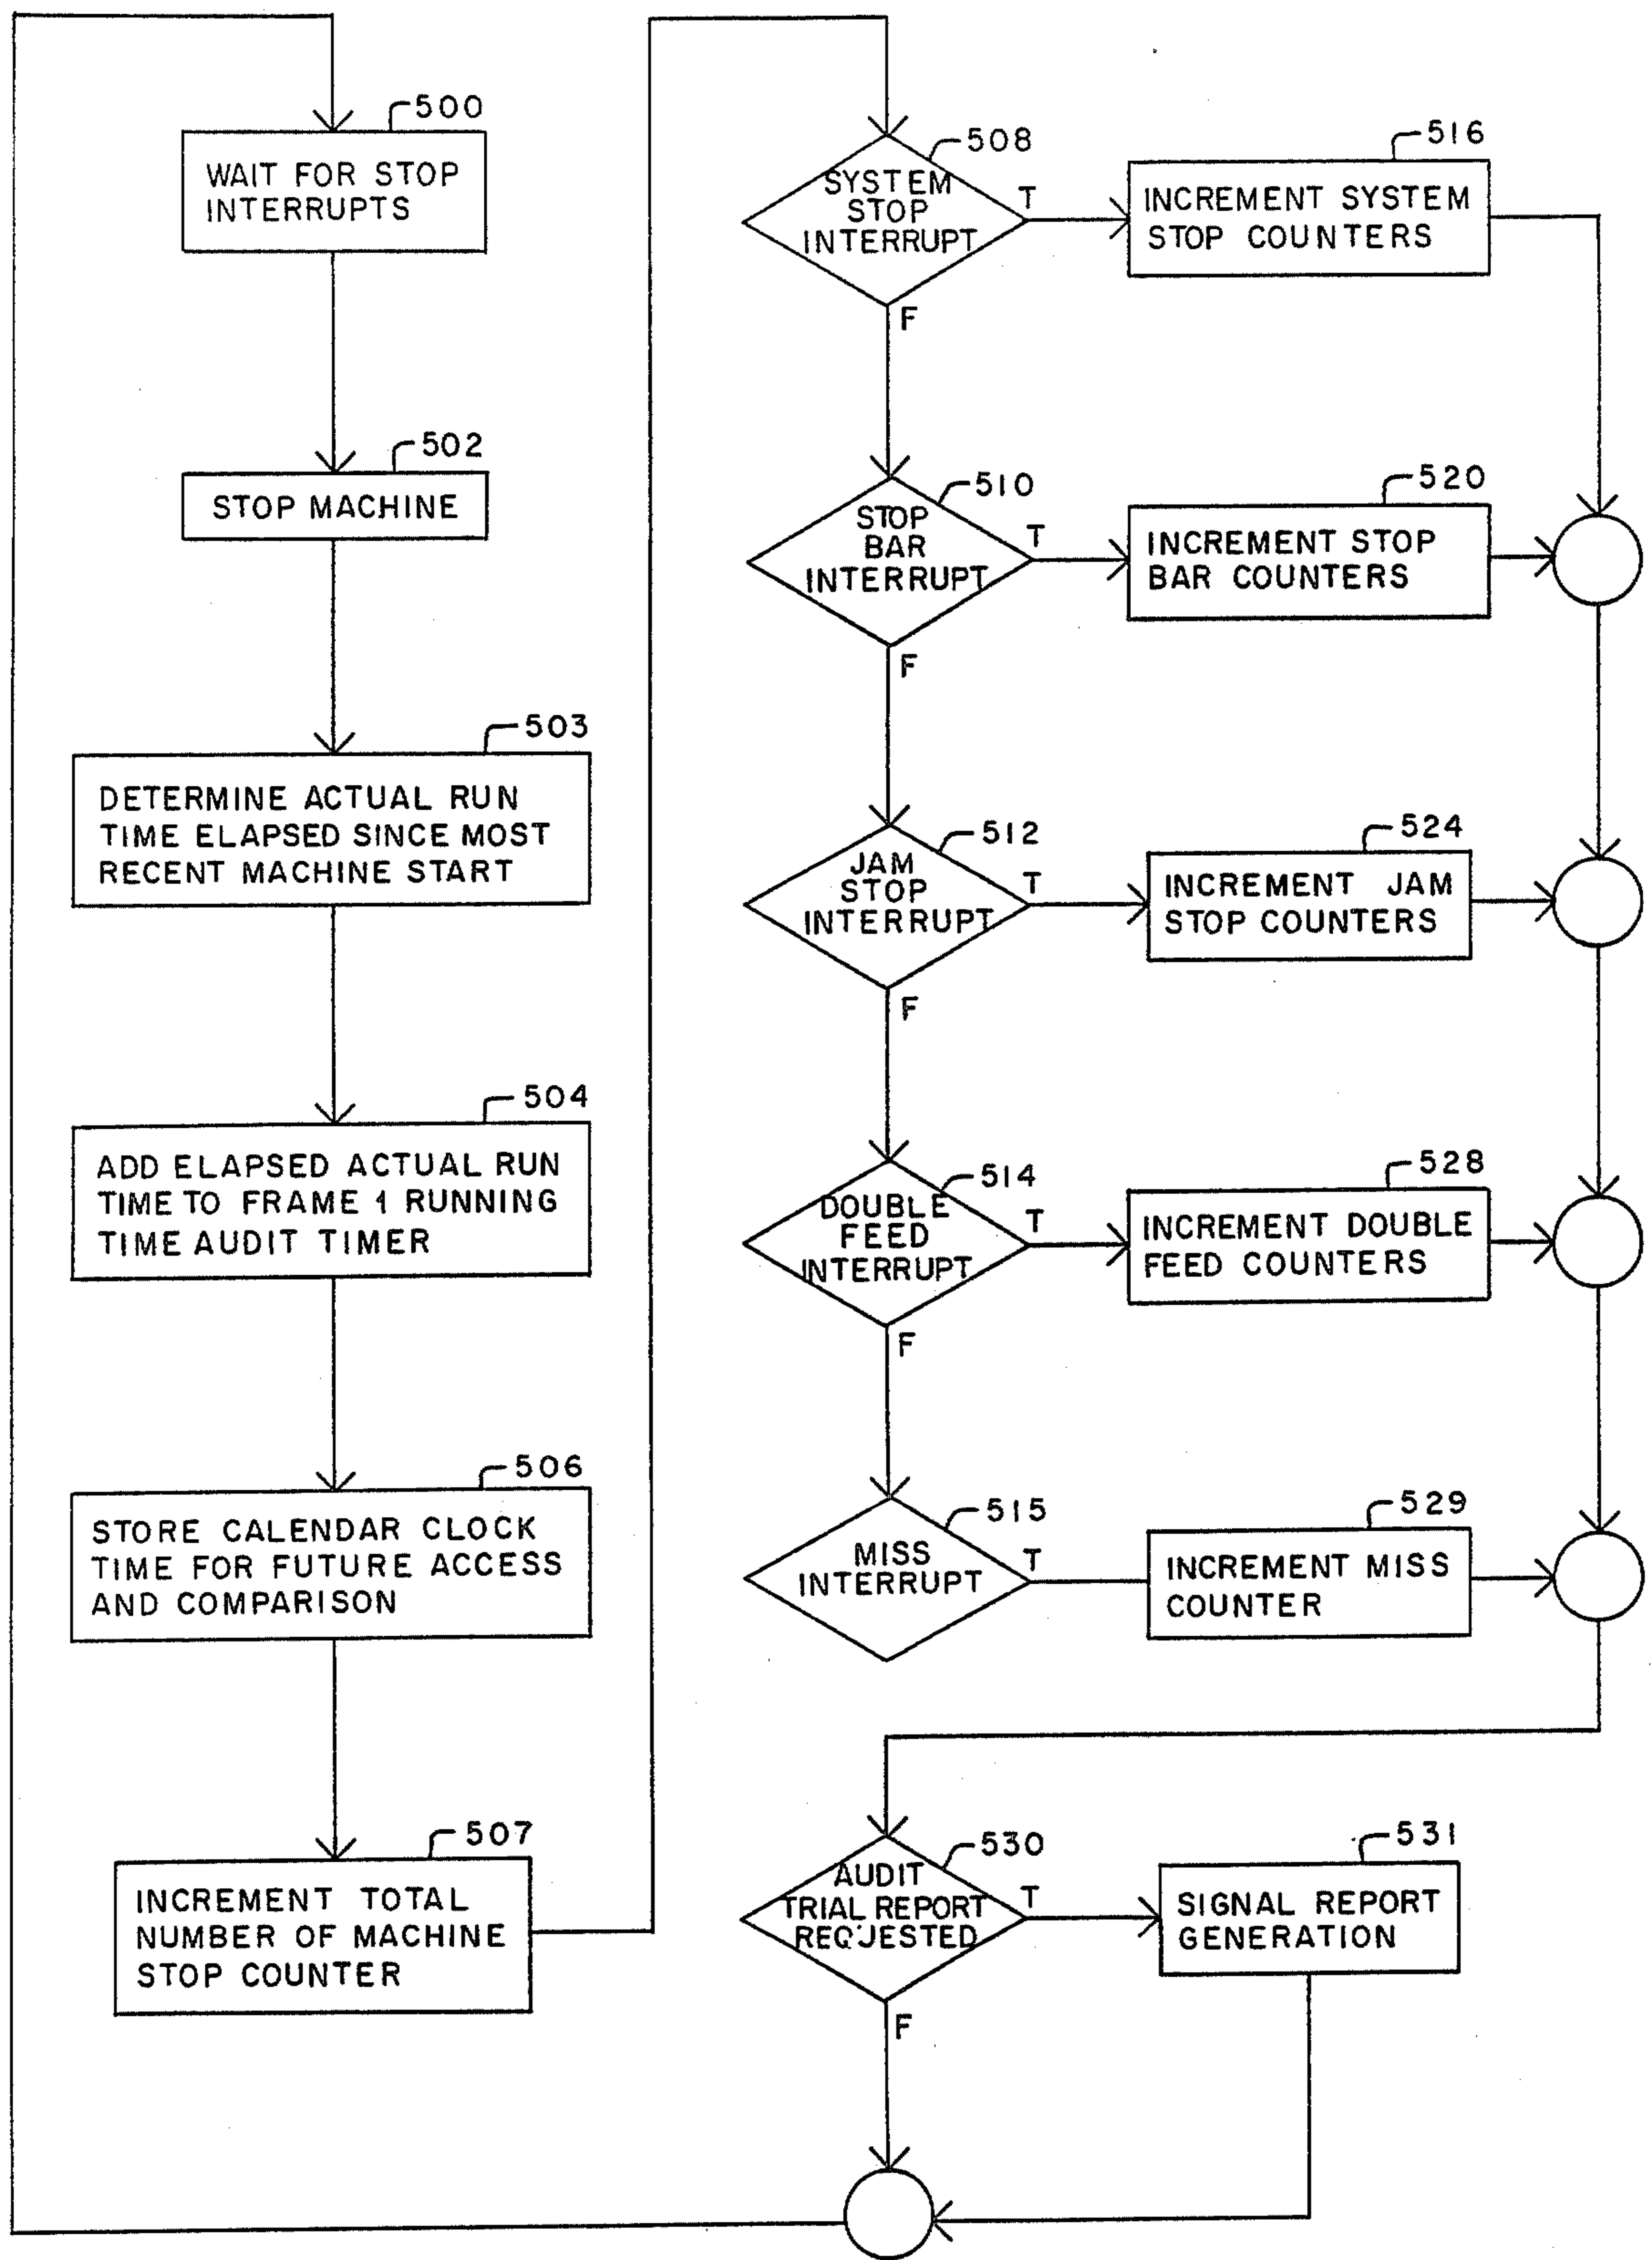 500
WAIT FOR STOP
INTERRUPTS
502
STOP MACHINE
503
DETERMINE ACTUAL RUN
TIME ELAPSED SINCE MOST
RECENT MACHINE START
504
ADD ELAPSED ACTUAL RUN
TIME TO FRAME 1 RUNNING
TIME AUDIT TIMER
506
STORE CALENDAR CLOCK
TIME FOR FUTURE ACCESS
AND COMPARISON
507
INCREMENT TOTAL
NUMBER OF MACHINE
STOP COUNTER
508
SYSTEM
STOP
INTERRUPT
T
F
516
INCREMENT SYSTEM
STOP COUNTERS
510
STOP
BAR
INTERRUPT
T
F
520
INCREMENT STOP
BAR COUNTERS
512
JAM
STOP
INTERRUPT
T
F
524
INCREMENT JAM
STOP COUNTERS
514
DOUBLE
FEED
INTERRUPT
T
F
528
INCREMENT DOUBLE
FEED COUNTERS
515
MISS
INTERRUPT
T
529
INCREMENT MISS
COUNTER
530
AUDIT
TRIAL REPORT
REQUESTED
T
F
531
SIGNAL REPORT
GENERATION